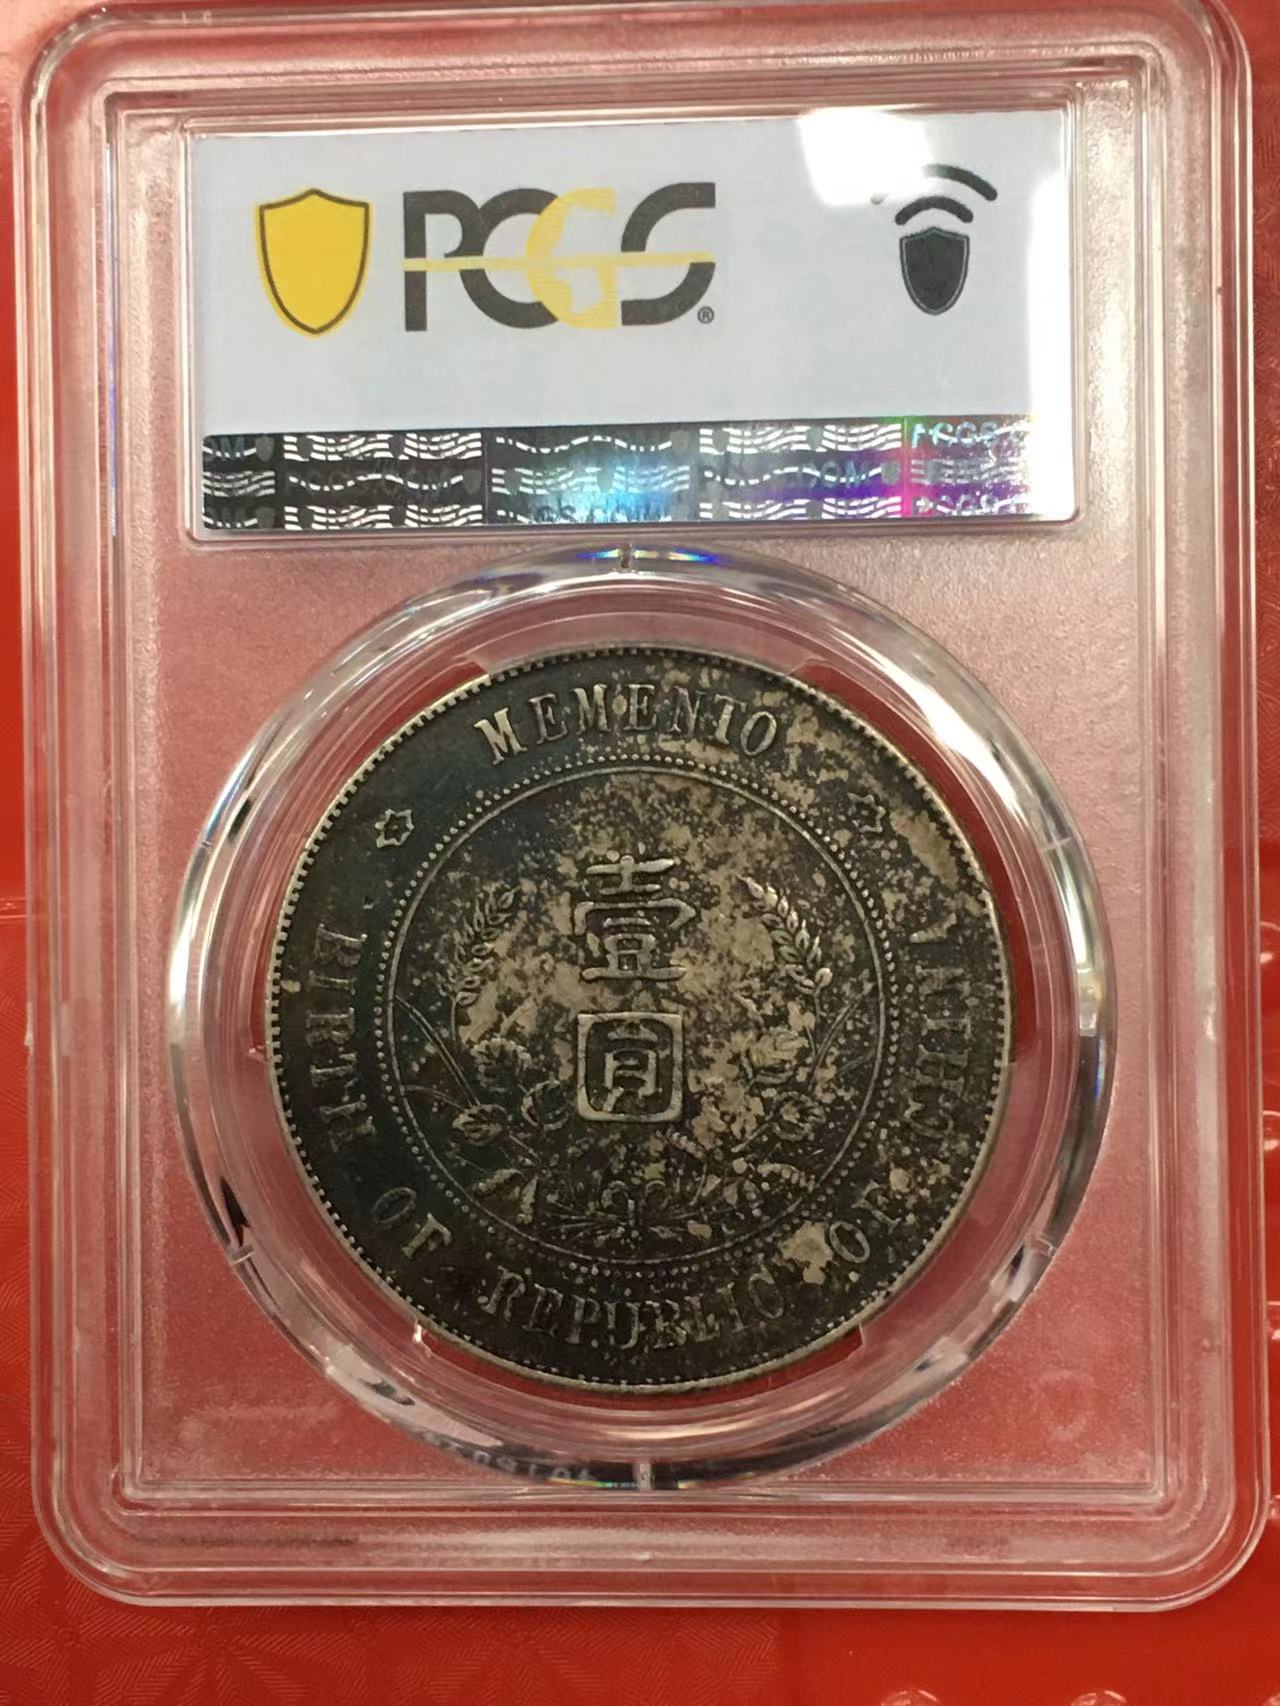 PCGS®
MEMENTO
BIRTH OF REPUBLIC OF CHINA
壹
圓